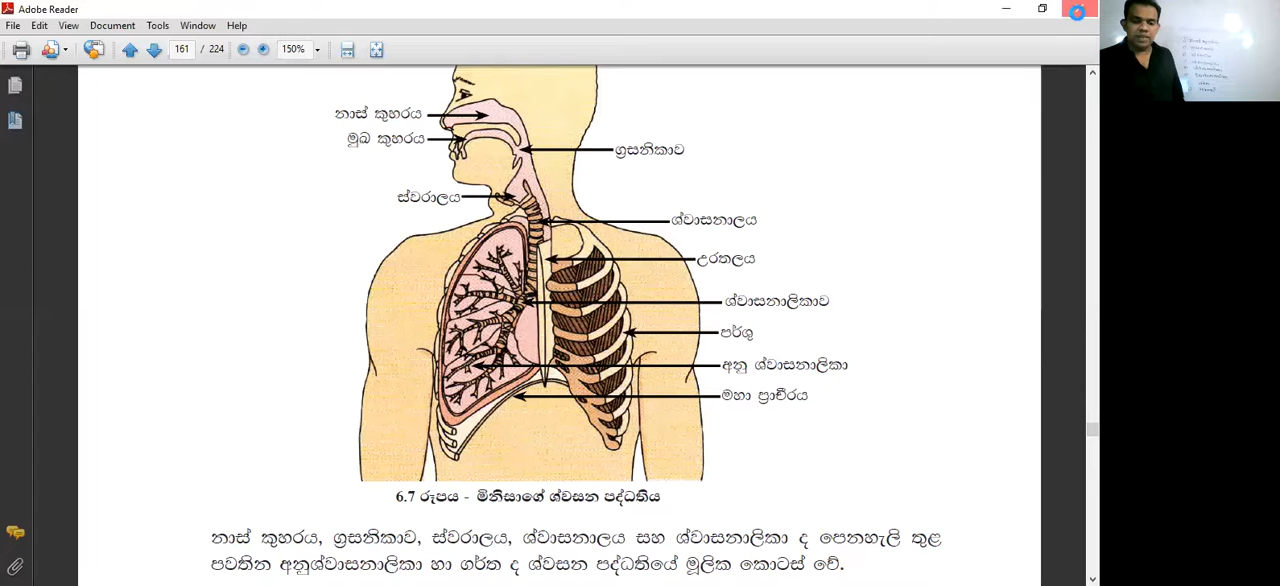 Adobe Reader
File Edit View Document Tools Window Help
161 / 224 150%
නාස් කුහරය
මුඛ කුහරය
ග්‍රසනිකාව
ස්වරාලය
ශ්වාසනාලය
උරතලය
ශ්වාසනාලිකාව
පර්ශු
අනු ශ්වාසනාලිකා
මහා ප්‍රාචීරය
6.7 රූපය - මිනිසාගේ ශ්වසන පද්ධතිය
නාස් කුහරය, ග්‍රසනිකාව, ස්වරාලය, ශ්වාසනාලය සහ ශ්වාසනාලිකා ද පෙනහැලි තුළ
පවතින අනුශ්වාසනාලිකා හා ගර්ත ද ශ්වසන පද්ධතියේ මූලික කොටස් වේ.